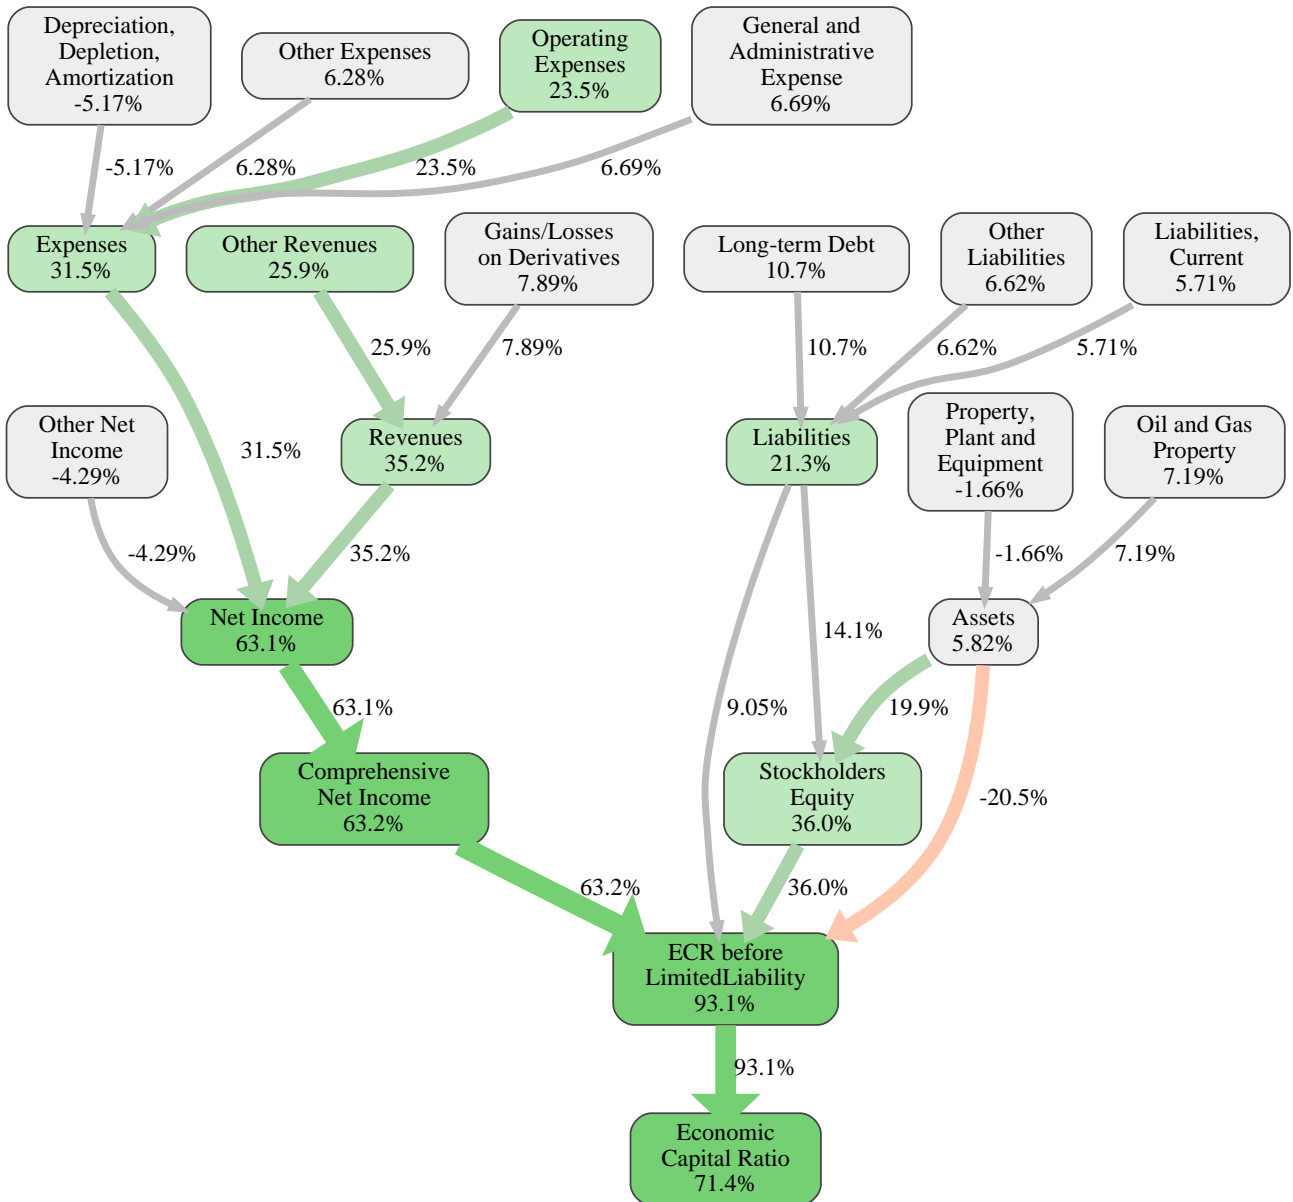 Depreciation,
Depletion,
Amortization
-5.17%
Other Expenses
6.28%
Operating
Expenses
23.5%
General and
Administrative
Expense
6.69%
-5.17%
6.28%
23.5%
6.69%
Expenses
31.5%
Other Revenues
25.9%
Gains/Losses
on Derivatives
7.89%
Long-term Debt
10.7%
Other
Liabilities
6.62%
Liabilities,
Current
5.71%
25.9%
7.89%
10.7%
6.62%
5.71%
Other Net
Income
-4.29%
31.5%
Revenues
35.2%
Liabilities
21.3%
Property,
Plant and
Equipment
-1.66%
Oil and Gas
Property
7.19%
-4.29%
35.2%
-1.66%
7.19%
Net Income
63.1%
14.1%
Assets
5.82%
63.1%
9.05%
19.9%
Comprehensive
Net Income
63.2%
Stockholders
Equity
36.0%
-20.5%
63.2%
36.0%
ECR before
LimitedLiability
93.1%
93.1%
Economic
Capital Ratio
71.4%